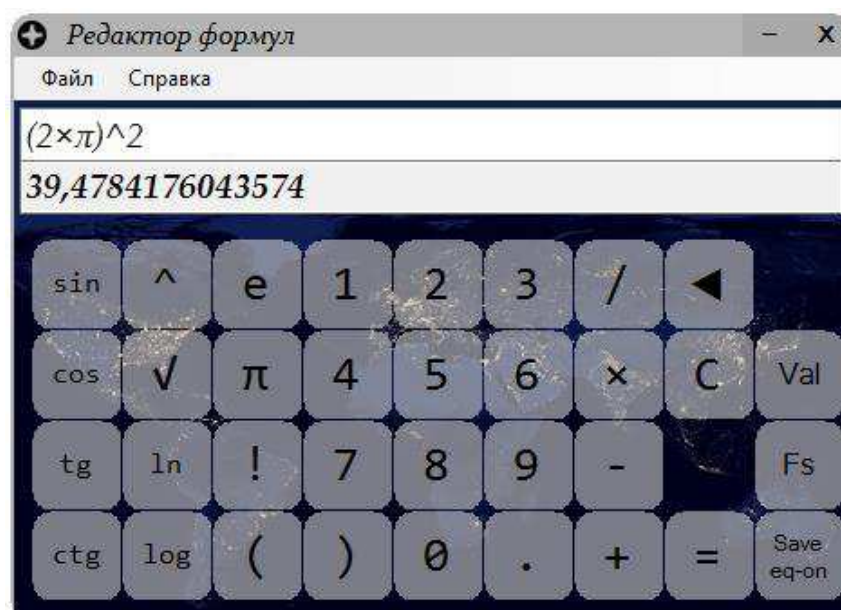 Редактор формул
– x
Файл Справка
(2×π)^2
39,4784176043574
sin ^ e 1 2 3 / ◄
cos √ π 4 5 6 × C Val
tg ln ! 7 8 9 - Fs
ctg log ( ) 0 . + = Save
eq-on